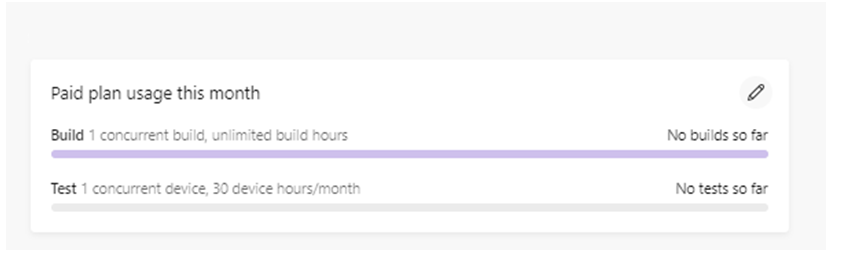 Paid plan usage this month
Build 1 concurrent build, unlimited build hours No builds so far
Test 1 concurrent device, 30 device hours/month No tests so far